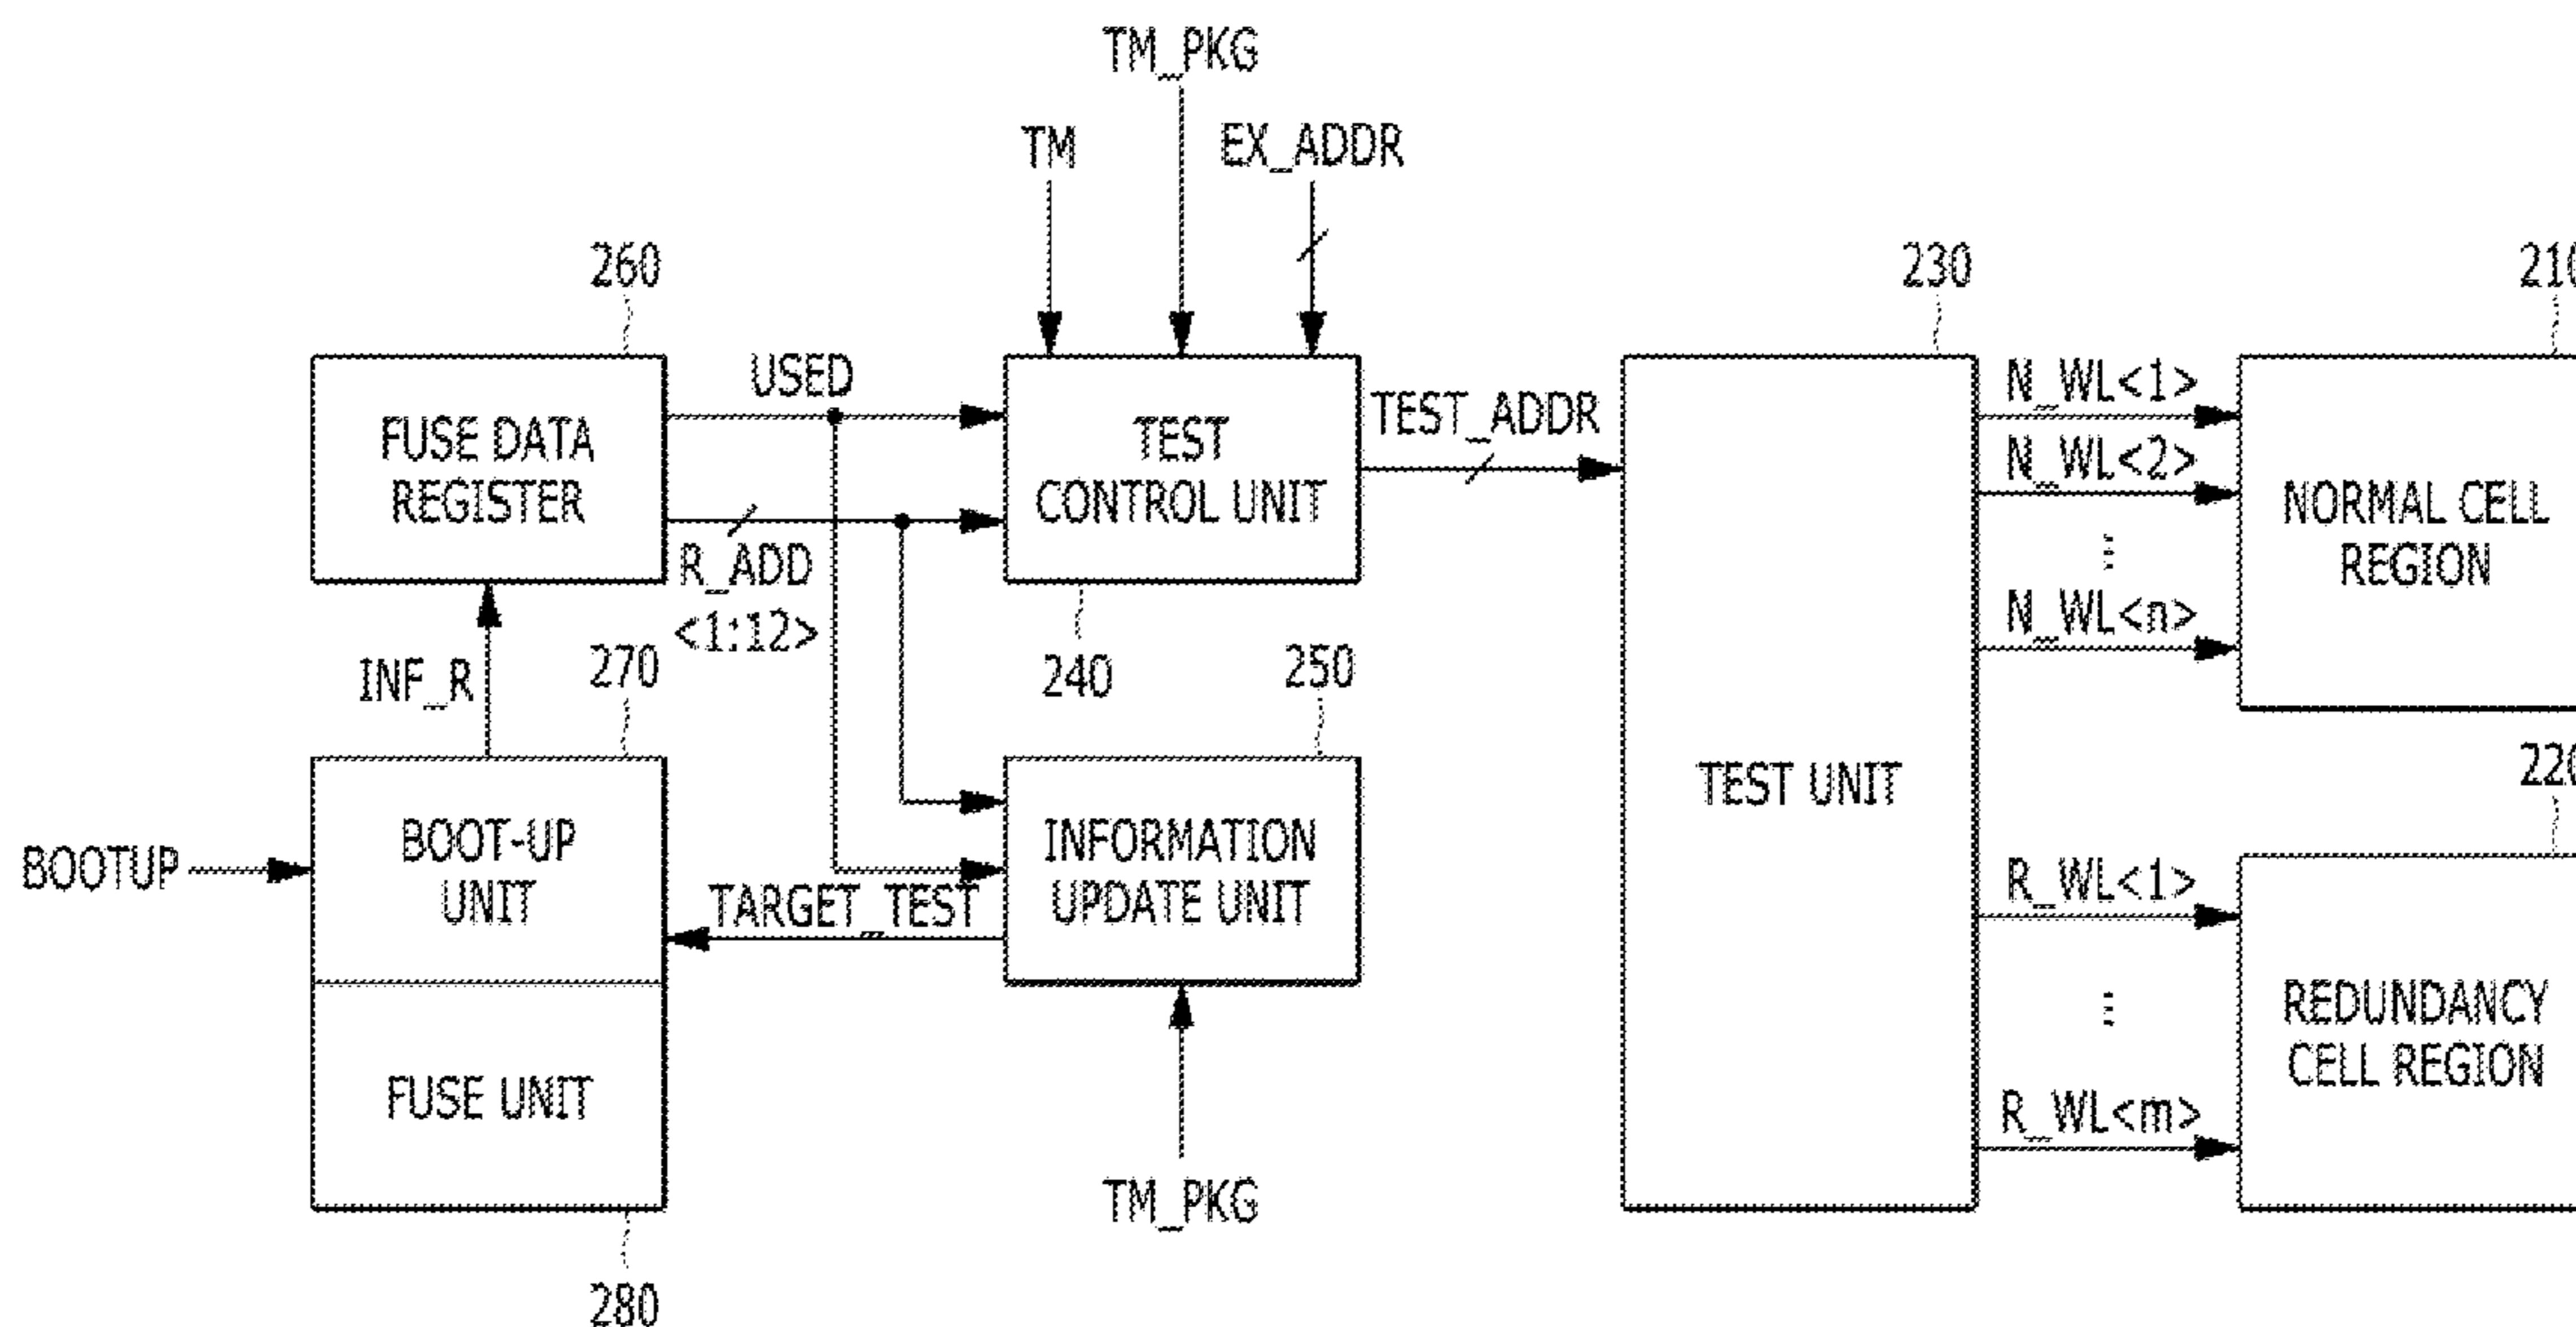 TM_PKG
TM
EX_ADDR
260
230
210
USED
N_WL<1>
TEST_ADDR
FUSE DATA
REGISTER
TEST
CONTROL UNIT
N_WL<2>
NORMAL CELL
REGION
⋮
R_ADD
<1:12>
N_WL<n>
INF_R
270
240
250
220
TEST UNIT
BOOTUP
BOOT-UP
UNIT
INFORMATION
UPDATE UNIT
TARGET_TEST
R_WL<1>
⋮
REDUNDANCY
CELL REGION
FUSE UNIT
R_WL<m>
TM_PKG
280